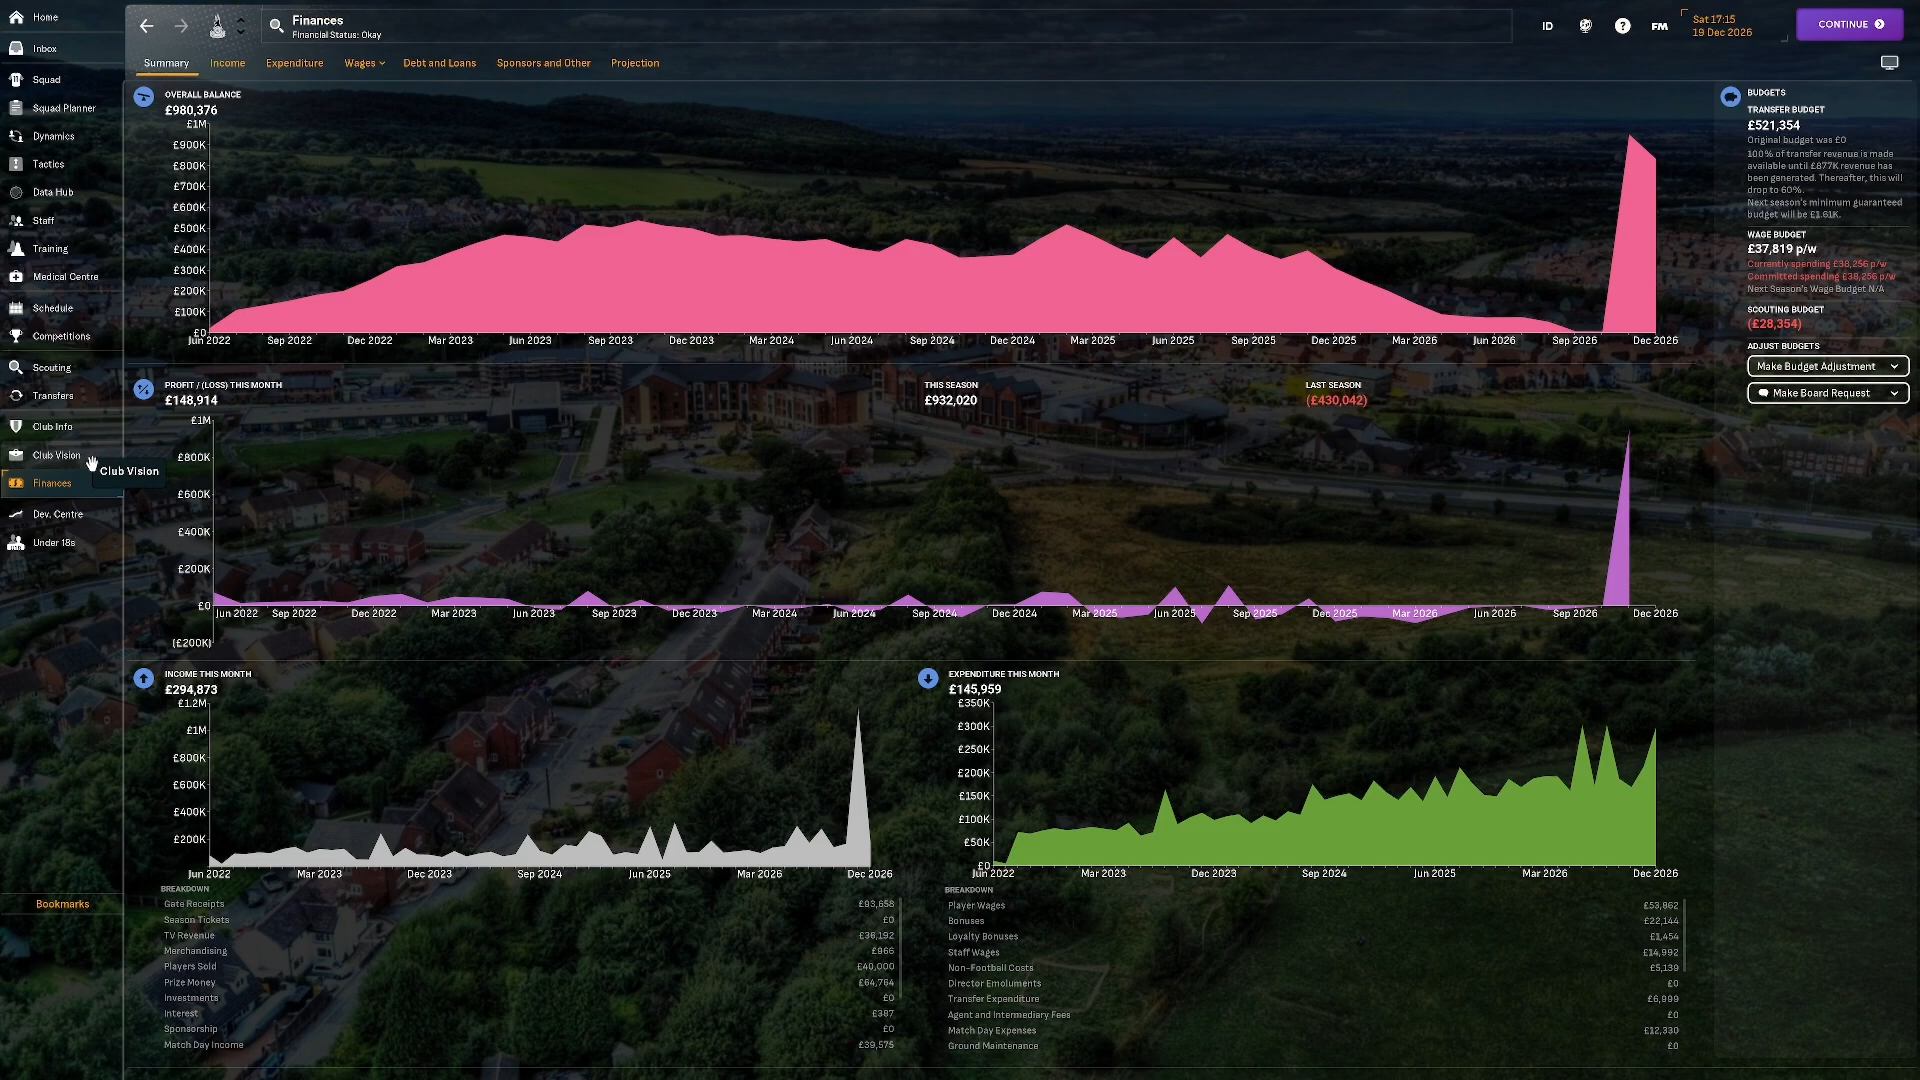 Home
Finances
Financial Status: Okay
ID
?
FM
Sat 17:15
19 Dec 2026
CONTINUE
Inbox
Squad
Squad Planner
Dynamics
Tactics
Data Hub
Staff
Training
Medical Centre
Schedule
Competitions
Scouting
Transfers
Club Info
Club Vision
Club Vision
Finances
Dev. Centre
Under 18s
Bookmarks
Summary
Income
Expenditure
Wages
Debt and Loans
Sponsors and Other
Projection
OVERALL BALANCE
£980,376
£1M
£900K
£800K
£700K
£600K
£500K
£400K
£300K
£200K
£100K
£0
Jun 2022 Sep 2022 Dec 2022 Mar 2023 Jun 2023 Sep 2023 Dec 2023 Mar 2024 Jun 2024 Sep 2024 Dec 2024 Mar 2025 Jun 2025 Sep 2025 Dec 2025 Mar 2026 Jun 2026 Sep 2026 Dec 2026
PROFIT / (LOSS) THIS MONTH
£148,914
THIS SEASON
£932,020
LAST SEASON
(£430,042)
£1M
£800K
£600K
£400K
£200K
£0
(£200K)
Jun 2022 Sep 2022 Dec 2022 Mar 2023 Jun 2023 Sep 2023 Dec 2023 Mar 2024 Jun 2024 Sep 2024 Dec 2024 Mar 2025 Jun 2025 Sep 2025 Dec 2025 Mar 2026 Jun 2026 Sep 2026 Dec 2026
INCOME THIS MONTH
£294,873
£1.2M
£1M
£800K
£600K
£400K
£200K
Jun 2022 Mar 2023 Dec 2023 Sep 2024 Jun 2025 Mar 2026 Dec 2026
BREAKDOWN
Gate Receipts £93,658
Season Tickets £0
TV Revenue £36,192
Merchandising £966
Players Sold £40,000
Prize Money £64,764
Investments £0
Interest £387
Sponsorship £0
Match Day Income £39,575
EXPENDITURE THIS MONTH
£145,959
£350K
£300K
£250K
£200K
£150K
£100K
£50K
£0
Jun 2022 Mar 2023 Dec 2023 Sep 2024 Jun 2025 Mar 2026 Dec 2026
BREAKDOWN
Player Wages £53,862
Bonuses £22,144
Loyalty Bonuses £1,454
Staff Wages £14,992
Non-Football Costs £5,139
Director Emoluments £0
Transfer Expenditure £6,999
Agent and Intermediary Fees £0
Match Day Expenses £12,330
Ground Maintenance £0
BUDGETS
TRANSFER BUDGET
£521,354
Original budget was £0
100% of transfer revenue is made
available until £877K revenue has
been generated. Thereafter, this will
drop to 60%.
Next season's minimum guaranteed
budget will be £1.61K.
WAGE BUDGET
£37,819 p/w
Currently spending £38,256 p/w
Committed spending £38,256 p/w
Next Season's Wage Budget N/A
SCOUTING BUDGET
(£28,354)
ADJUST BUDGETS
Make Budget Adjustment
Make Board Request